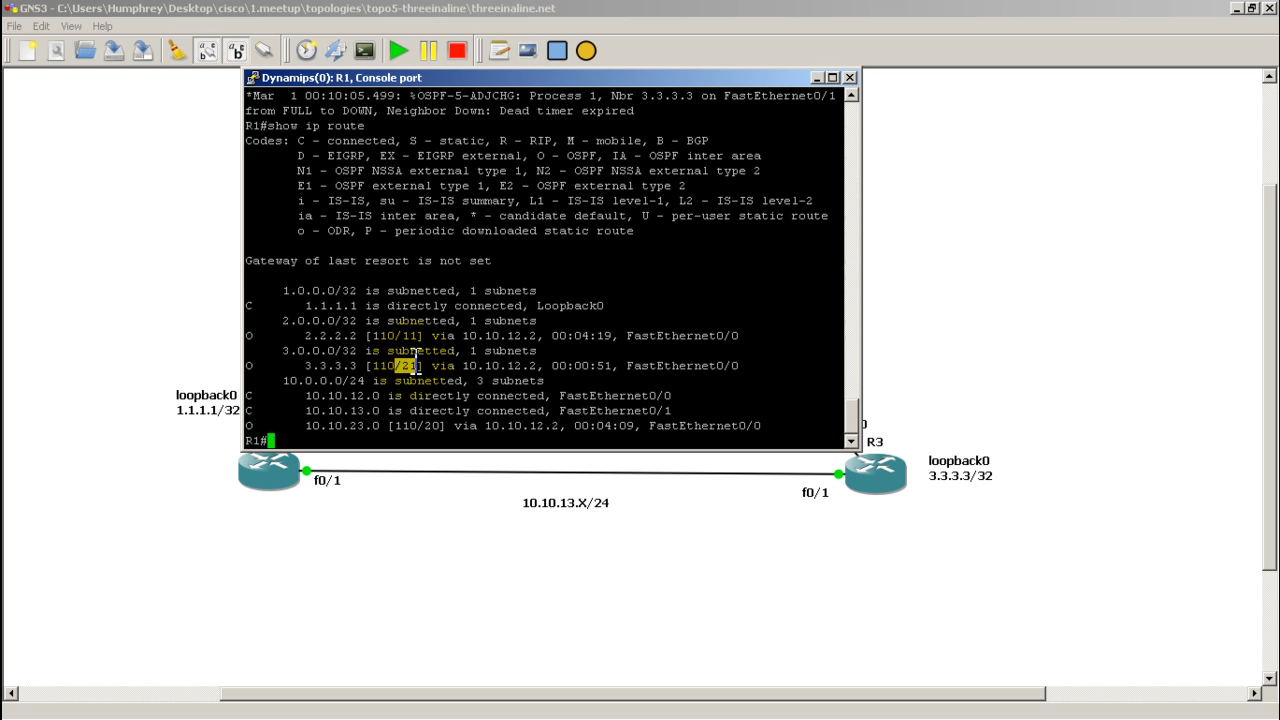 GNS3 - C:\Users\Humphrey\Desktop\cisco\1.meetup\topologies\topo5-threeinaline\threeinaline.net
File Edit View Help
Dynamips(0): R1, Console port
*Mar  1 00:10:05.499: %OSPF-5-ADJCHG: Process 1, Nbr 3.3.3.3 on FastEthernet0/1
from FULL to DOWN, Neighbor Down: Dead timer expired
R1#show ip route
Codes: C - connected, S - static, R - RIP, M - mobile, B - BGP
D - EIGRP, EX - EIGRP external, O - OSPF, IA - OSPF inter area
N1 - OSPF NSSA external type 1, N2 - OSPF NSSA external type 2
E1 - OSPF external type 1, E2 - OSPF external type 2
i - IS-IS, su - IS-IS summary, L1 - IS-IS level-1, L2 - IS-IS level-2
ia - IS-IS inter area, * - candidate default, U - per-user static route
o - ODR, P - periodic downloaded static route
Gateway of last resort is not set
1.0.0.0/32 is subnetted, 1 subnets
C 1.1.1.1 is directly connected, Loopback0
2.0.0.0/32 is subnetted, 1 subnets
O 2.2.2.2 [110/11] via 10.10.12.2, 00:04:19, FastEthernet0/0
3.0.0.0/32 is subnetted, 1 subnets
O 3.3.3.3 [110/21] via 10.10.12.2, 00:00:51, FastEthernet0/0
10.0.0.0/24 is subnetted, 3 subnets
C 10.10.12.0 is directly connected, FastEthernet0/0
C 10.10.13.0 is directly connected, FastEthernet0/1
O 10.10.23.0 [110/20] via 10.10.12.2, 00:04:09, FastEthernet0/0
R1#
loopback0
1.1.1.1/32
0
R3
loopback0
3.3.3.3/32
f0/1
f0/1
10.10.13.X/24